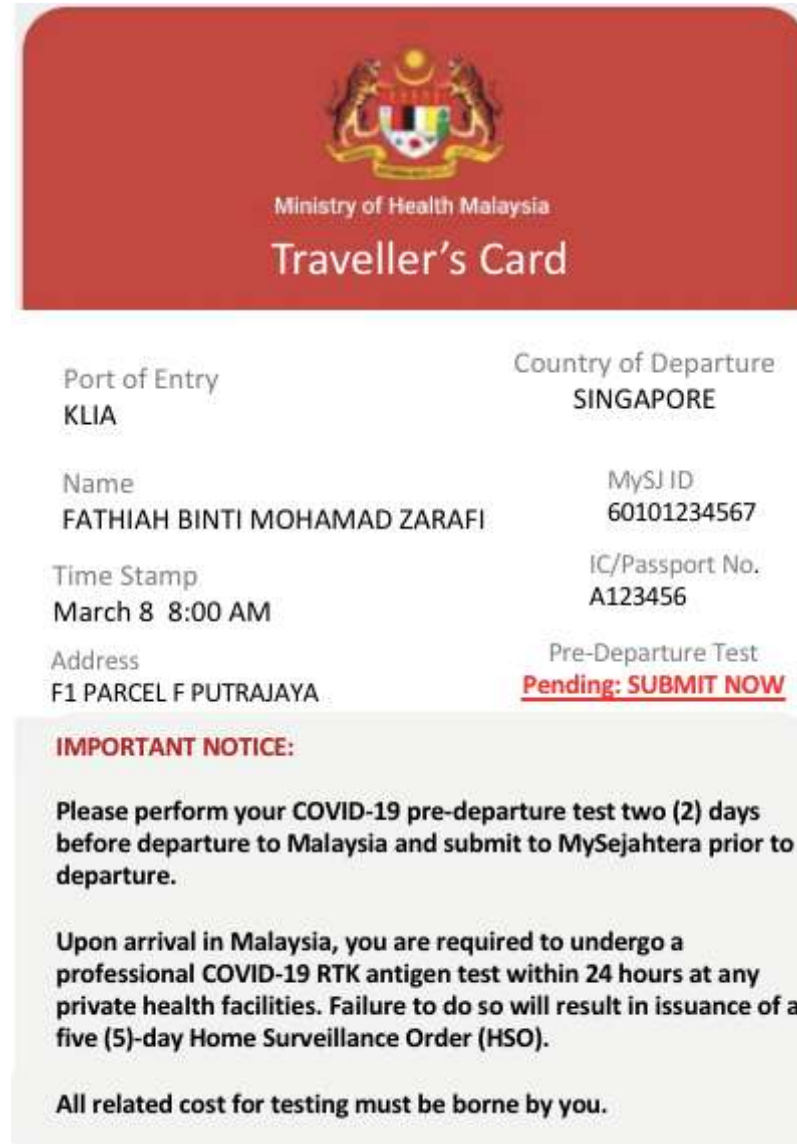 Ministry of Health Malaysia
Traveller's Card
Port of Entry
KLIA
Country of Departure
SINGAPORE
Name
FATHIAH BINTI MOHAMAD ZARAFI
MySJ ID
60101234567
Time Stamp
March 8 8:00 AM
IC/Passport No.
A123456
Address
F1 PARCEL F PUTRAJAYA
Pre-Departure Test
Pending: SUBMIT NOW
IMPORTANT NOTICE:
Please perform your COVID-19 pre-departure test two (2) days
before departure to Malaysia and submit to MySejahtera prior to
departure.
Upon arrival in Malaysia, you are required to undergo a
professional COVID-19 RTK antigen test within 24 hours at any
private health facilities. Failure to do so will result in issuance of a
five (5)-day Home Surveillance Order (HSO).
All related cost for testing must be borne by you.